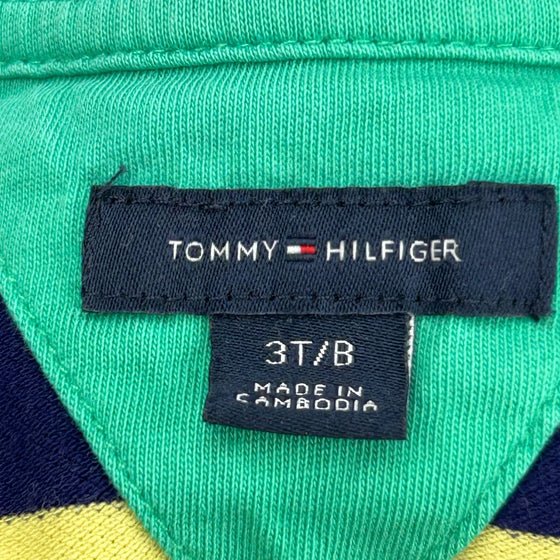 TOMMY HILFIGER
3T/B
MADE IN
CAMBODIA